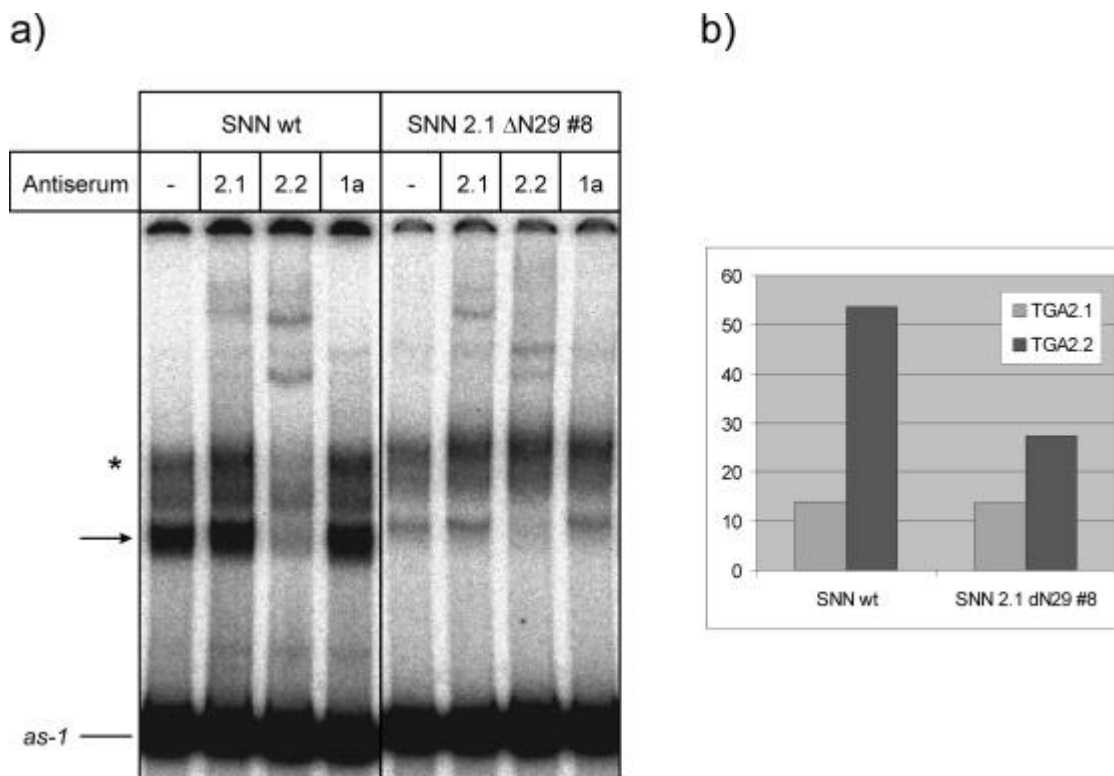 a)
b)
SNN wt
SNN 2.1 ΔN29 #8
Antiserum - 2.1 2.2 1a - 2.1 2.2 1a
*
as-1
60
50
40
30
20
10
0
TGA2.1
TGA2.2
SNN wt
SNN 2.1 dN29 #8